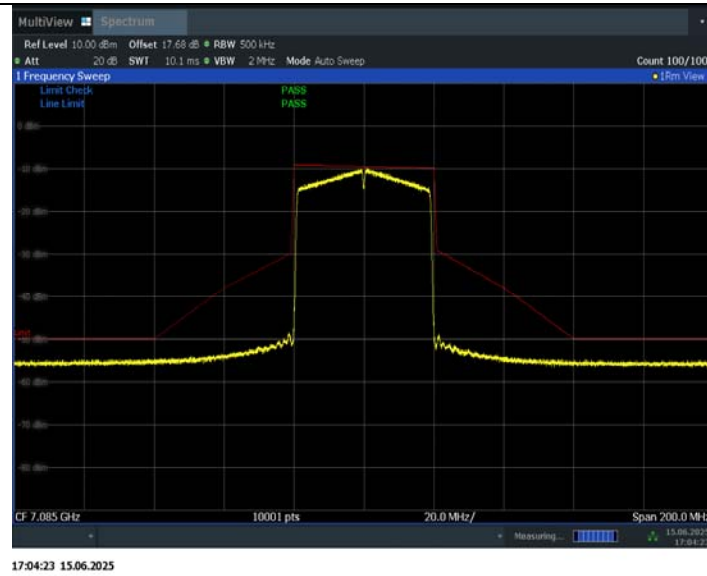 MultiView Spectrum
Ref Level 10.00 dBm Offset 17.68 dB RBW 500 kHz
Att 20 dB SWT 10.1 ms VBW 2 MHz Mode Auto Sweep Count 100/100
1 Frequency Sweep 1Rm View
Limit Check PASS
Line Limit PASS
0 dBm
-10 dBm
-20 dBm
-30 dBm
-40 dBm
-50 dBm
-60 dBm
-70 dBm
-80 dBm
CF 7.085 GHz 10001 pts 20.0 MHz/ Span 200.0 MHz
Measuring... 15.06.2025
17:04:23
17:04:23 15.06.2025